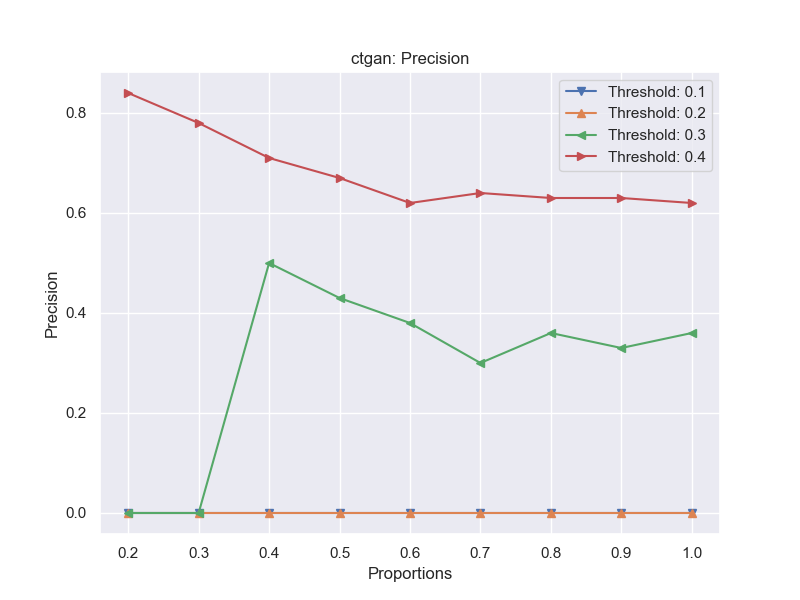 ctgan: Precision
Threshold: 0.1
Threshold: 0.2
Threshold: 0.3
Threshold: 0.4
Precision
0.8
0.6
0.4
0.2
0.0
0.2 0.3 0.4 0.5 0.6 0.7 0.8 0.9 1.0
Proportions